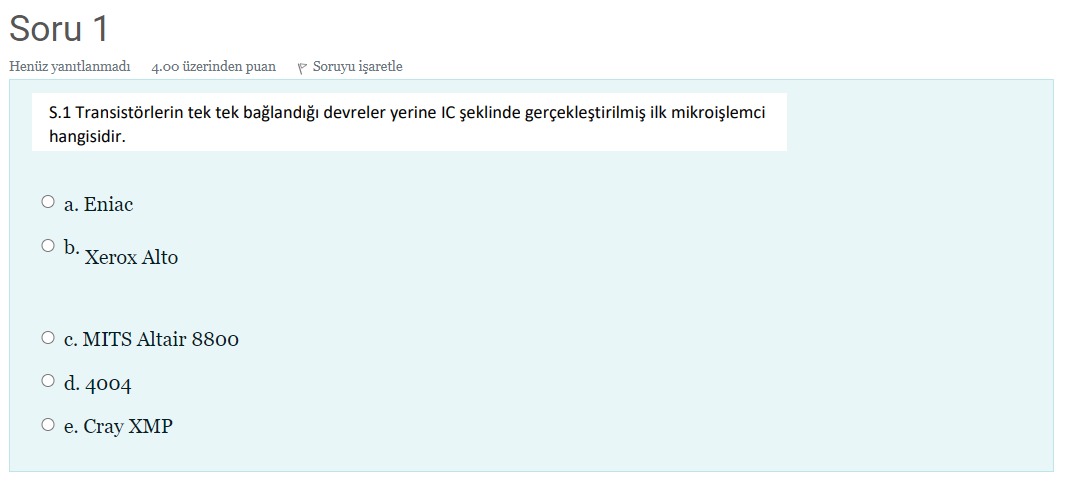 Soru 1
Henüz yanıtlanmadı 4.00 üzerinden puan Soruyu işaretle
S.1 Transistörlerin tek tek bağlandığı devreler yerine IC şeklinde gerçekleştirilmiş ilk mikroişlemci
hangisidir.
a. Eniac
b.
Xerox Alto
c. MITS Altair 8800
d. 4004
e. Cray XMP